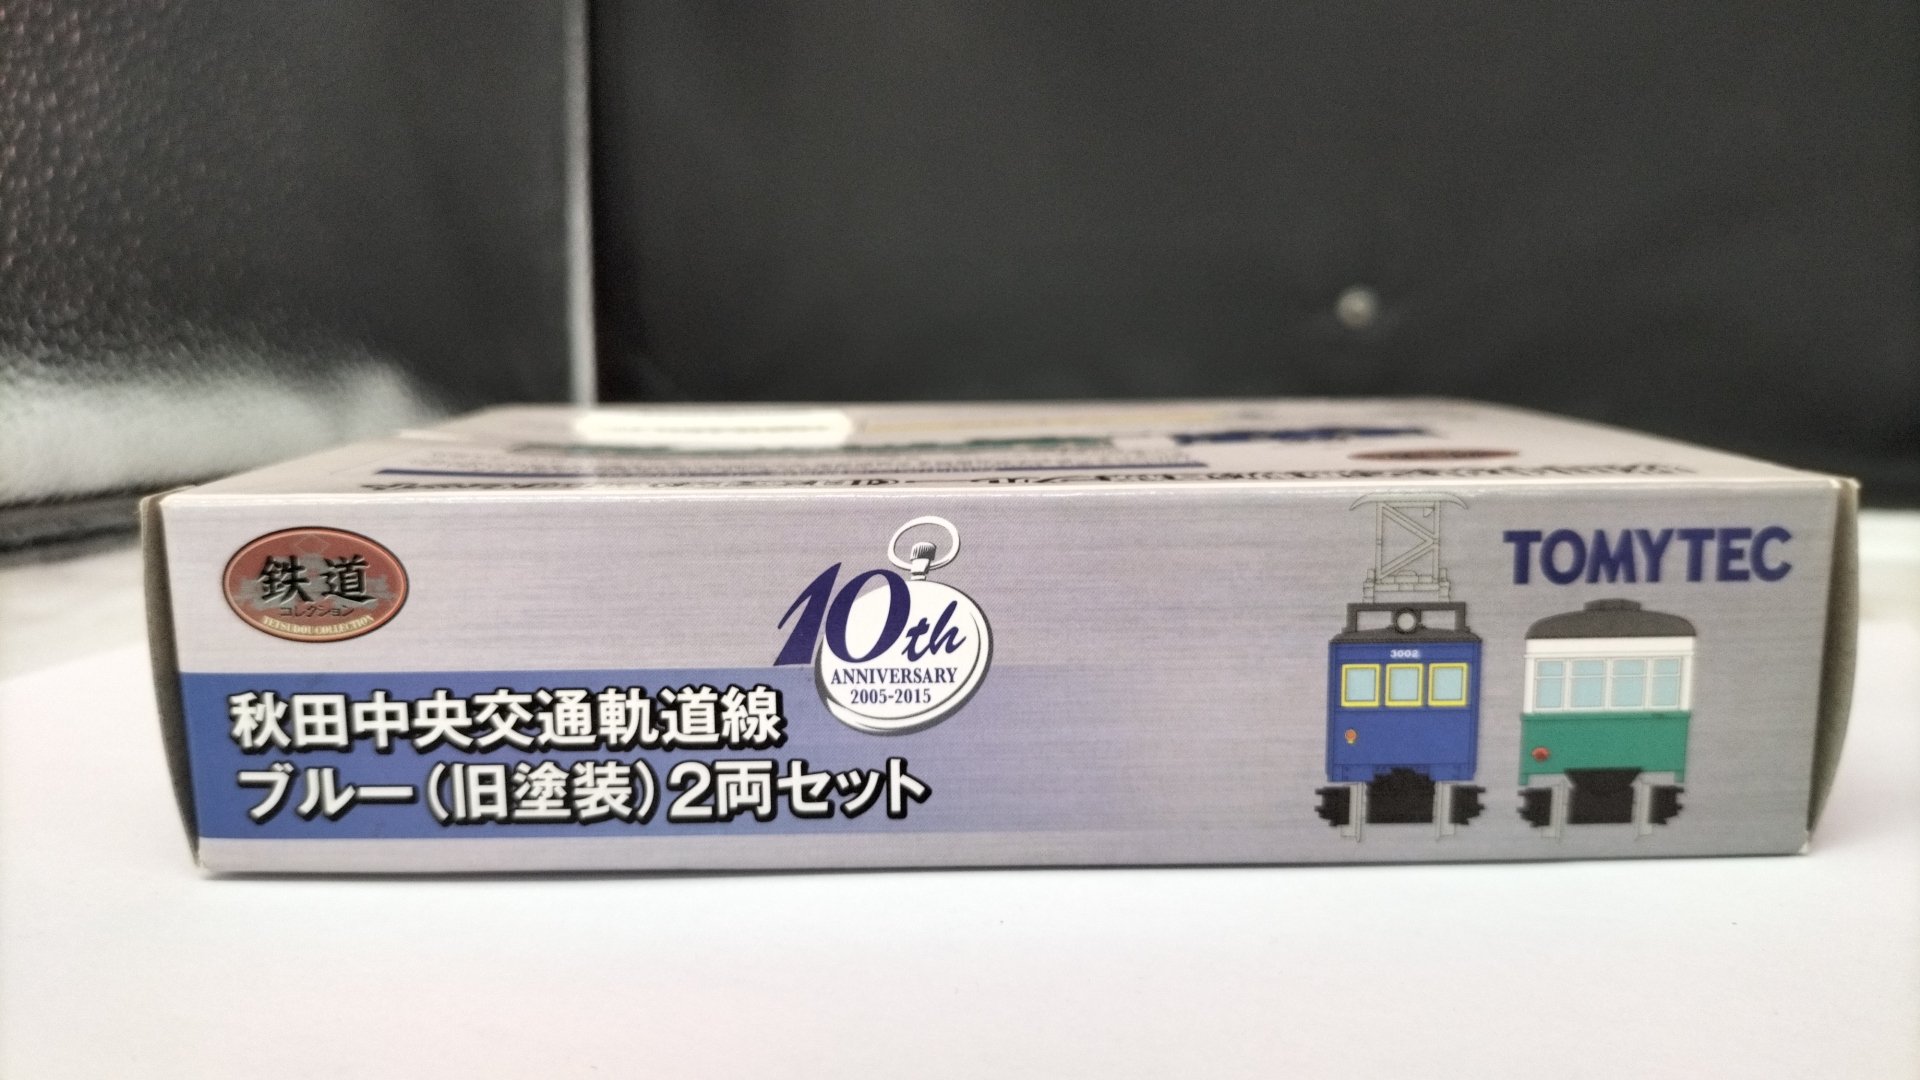 鉄道
コレクション
TETSUDOU COLLECTION
10th
ANNIVERSARY
2005-2015
秋田中央交通軌道線
ブルー(旧塗装)2両セット
3002
TOMYTEC